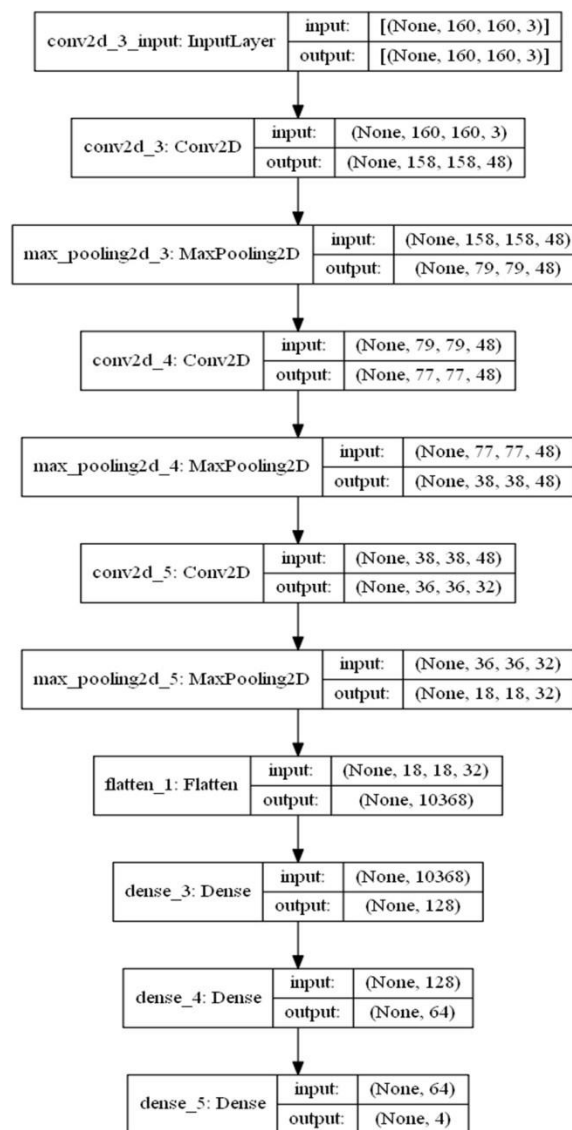 conv2d_3_input: InputLayer
input: [(None, 160, 160, 3)]
output: [(None, 160, 160, 3)]
conv2d_3: Conv2D
input: (None, 160, 160, 3)
output: (None, 158, 158, 48)
max_pooling2d_3: MaxPooling2D
input: (None, 158, 158, 48)
output: (None, 79, 79, 48)
conv2d_4: Conv2D
input: (None, 79, 79, 48)
output: (None, 77, 77, 48)
max_pooling2d_4: MaxPooling2D
input: (None, 77, 77, 48)
output: (None, 38, 38, 48)
conv2d_5: Conv2D
input: (None, 38, 38, 48)
output: (None, 36, 36, 32)
max_pooling2d_5: MaxPooling2D
input: (None, 36, 36, 32)
output: (None, 18, 18, 32)
flatten_1: Flatten
input: (None, 18, 18, 32)
output: (None, 10368)
dense_3: Dense
input: (None, 10368)
output: (None, 128)
dense_4: Dense
input: (None, 128)
output: (None, 64)
dense_5: Dense
input: (None, 64)
output: (None, 4)